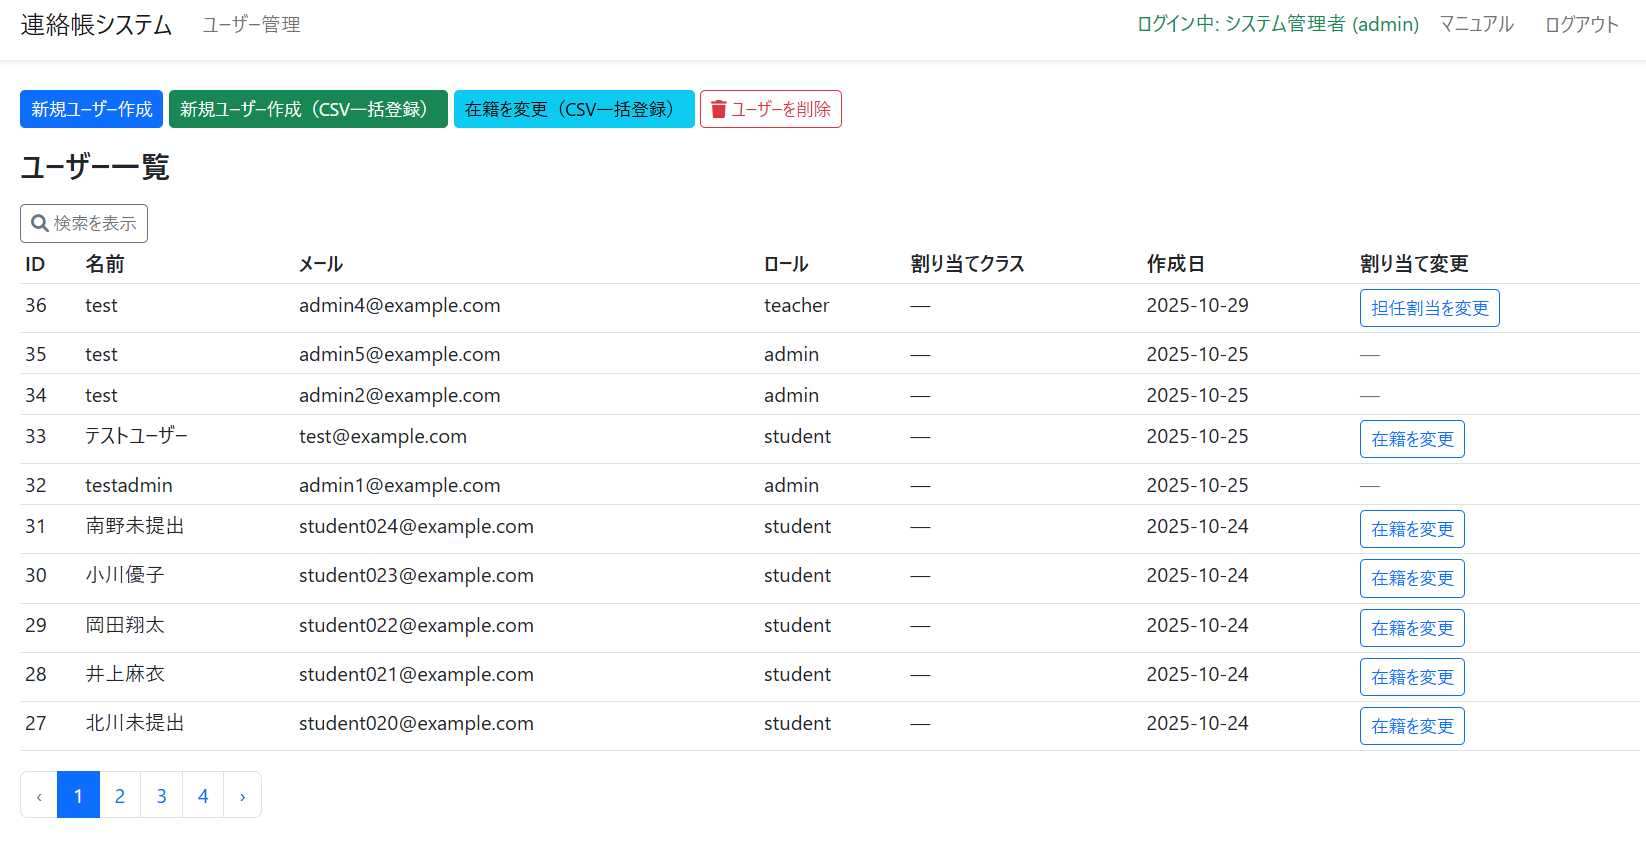 連絡帳システム ユーザー管理 ログイン中: システム管理者 (admin) マニュアル ログアウト
新規ユーザー作成 新規ユーザー作成（CSV一括登録） 在籍を変更（CSV一括登録） ユーザーを削除
ユーザー一覧
検索を表示
ID 名前 メール ロール 割り当てクラス 作成日 割り当て変更
36 test admin4@example.com teacher — 2025-10-29 担任割当を変更
35 test admin5@example.com admin — 2025-10-25 —
34 test admin2@example.com admin — 2025-10-25 —
33 テストユーザー test@example.com student — 2025-10-25 在籍を変更
32 testadmin admin1@example.com admin — 2025-10-25 —
31 南野未提出 student024@example.com student — 2025-10-24 在籍を変更
30 小川優子 student023@example.com student — 2025-10-24 在籍を変更
29 岡田翔太 student022@example.com student — 2025-10-24 在籍を変更
28 井上麻衣 student021@example.com student — 2025-10-24 在籍を変更
27 北川未提出 student020@example.com student — 2025-10-24 在籍を変更
‹ 1 2 3 4 ›